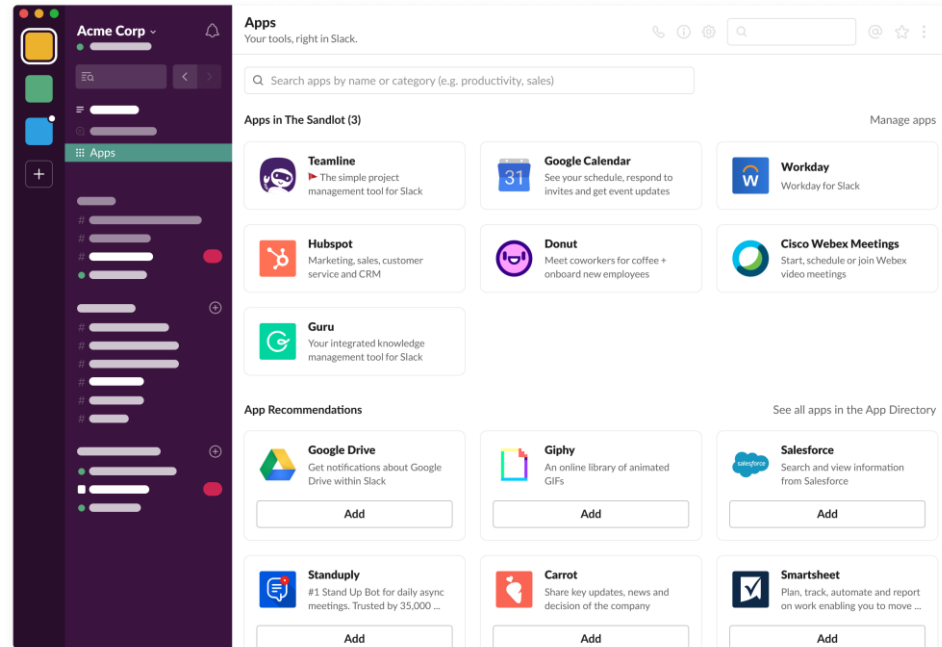 Acme Corp
Apps
Apps
Your tools, right in Slack.
Search apps by name or category (e.g. productivity, sales)
Apps in The Sandlot (3)
Manage apps
Teamline
The simple project
management tool for Slack
31
Google Calendar
See your schedule, respond to
invites and get event updates
W
Workday
Workday for Slack
Hubspot
Marketing, sales, customer
service and CRM
Donut
Meet coworkers for coffee +
onboard new employees
Cisco Webex Meetings
Start, schedule or join Webex
video meetings
G
Guru
Your integrated knowledge
management tool for Slack
App Recommendations
See all apps in the App Directory
Google Drive
Get notifications about Google
Drive within Slack
Add
Giphy
An online library of animated
GIFs
Add
salesforce
Salesforce
Search and view information
from Salesforce
Add
Standuply
#1 Stand Up Bot for daily async
meetings. Trusted by 35,000 ...
Add
Carrot
Share key updates, news and
decision of the company
Add
Smartsheet
Plan, track, automate and report
on work enabling you to move ...
Add